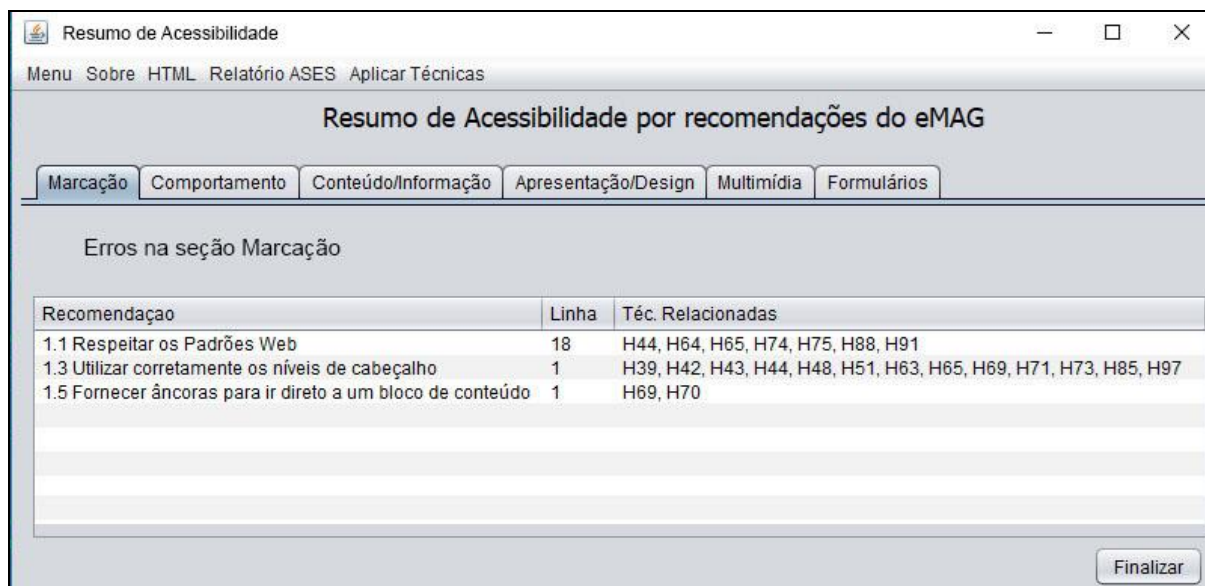 Resumo de Acessibilidade
Menu Sobre HTML Relatório ASES Aplicar Técnicas
Resumo de Acessibilidade por recomendações do eMAG
Marcação Comportamento Conteúdo/Informação Apresentação/Design Multimídia Formulários
Erros na seção Marcação
Recomendaçao Linha Téc. Relacionadas
1.1 Respeitar os Padrões Web 18 H44, H64, H65, H74, H75, H88, H91
1.3 Utilizar corretamente os níveis de cabeçalho 1 H39, H42, H43, H44, H48, H51, H63, H65, H69, H71, H73, H85, H97
1.5 Fornecer âncoras para ir direto a um bloco de conteúdo 1 H69, H70
Finalizar